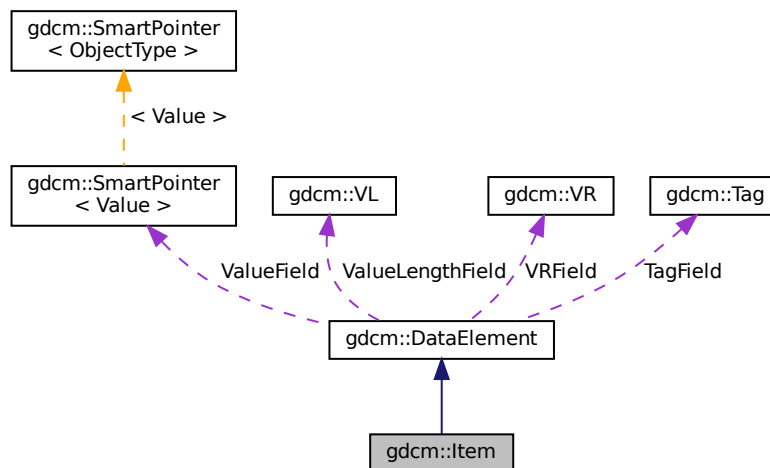 gdcm::SmartPointer
< ObjectType >
< Value >
gdcm::SmartPointer
< Value >
gdcm::VL
gdcm::VR
gdcm::Tag
ValueField
ValueLengthField
VRField
TagField
gdcm::DataElement
gdcm::Item